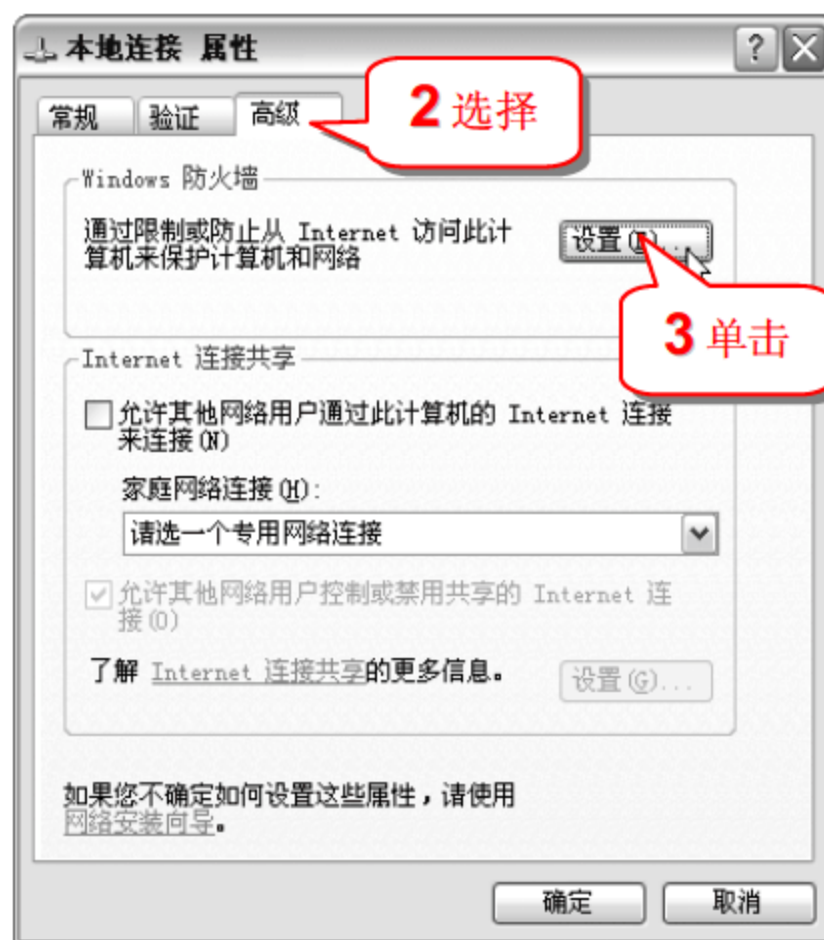 本地连接 属性
常规 验证 高级
2 选择
Windows 防火墙
通过限制或防止从 Internet 访问此计
算机来保护计算机和网络
设置
3 单击
Internet 连接共享
允许其他网络用户通过此计算机的 Internet 连接
来连接(N)
家庭网络连接(H):
请选一个专用网络连接
允许其他网络用户控制或禁用共享的 Internet 连
接(O)
了解 Internet 连接共享的更多信息。
设置(G)...
如果您不确定如何设置这些属性，请使用
网络安装向导。
确定 取消